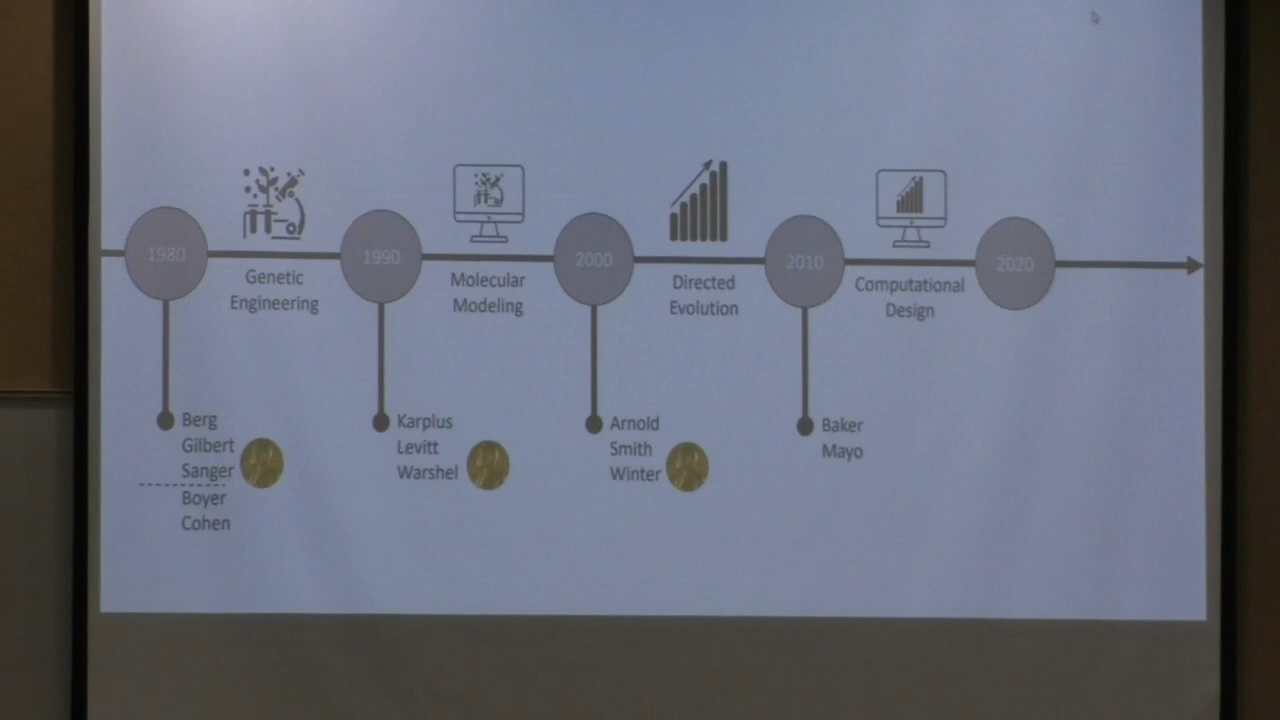 1980
Genetic
Engineering
1990
Molecular
Modeling
2000
Directed
Evolution
2010
Computational
Design
2020
Berg
Gilbert
Sanger
Boyer
Cohen
Karplus
Levitt
Warshel
Arnold
Smith
Winter
Baker
Mayo